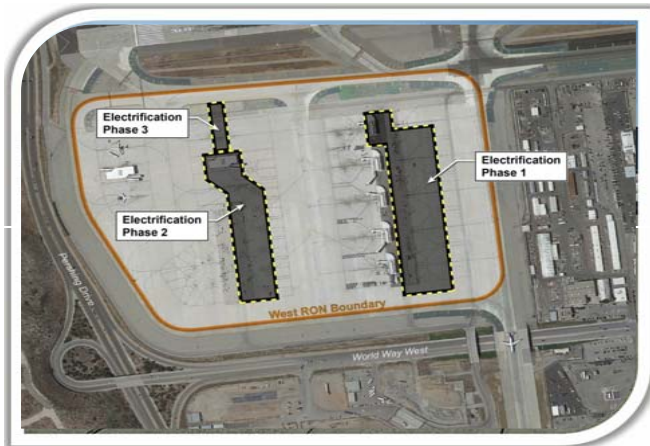 Electrification
Phase 3
Electrification
Phase 1
Electrification
Phase 2
West RON Boundary
Pershing Drive
World Way West